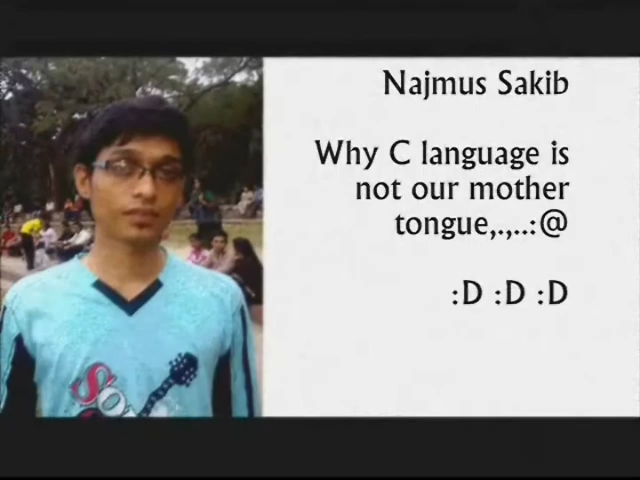 Najmus Sakib
Why C language is
not our mother
tongue,.,..:@
:D :D :D